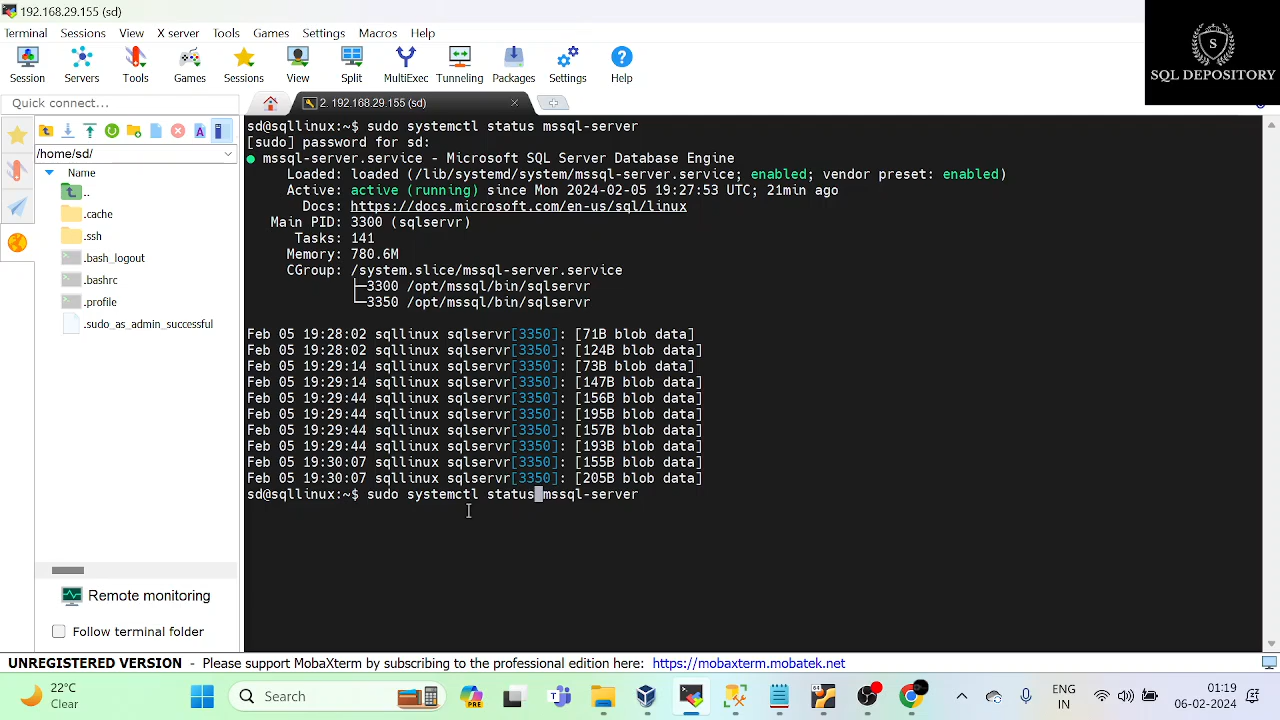 192.168.29.155 (sd)
Terminal Sessions View X server Tools Games Settings Macros Help
Session Servers Tools Games Sessions View Split MultiExec Tunneling Packages Settings Help
S
SQL DEPOSITORY
Quick connect...
2. 192.168.29.155 (sd)
/home/sd/
Name
..
.cache
.ssh
.bash_logout
.bashrc
.profile
.sudo_as_admin_successful
Remote monitoring
Follow terminal folder
sd@sqllinux:~$ sudo systemctl status mssql-server
[sudo] password for sd:
● mssql-server.service - Microsoft SQL Server Database Engine
Loaded: loaded (/lib/systemd/system/mssql-server.service; enabled; vendor preset: enabled)
Active: active (running) since Mon 2024-02-05 19:27:53 UTC; 21min ago
Docs: https://docs.microsoft.com/en-us/sql/linux
Main PID: 3300 (sqlservr)
Tasks: 141
Memory: 780.6M
CGroup: /system.slice/mssql-server.service
├─3300 /opt/mssql/bin/sqlservr
└─3350 /opt/mssql/bin/sqlservr
Feb 05 19:28:02 sqllinux sqlservr[3350]: [71B blob data]
Feb 05 19:28:02 sqllinux sqlservr[3350]: [124B blob data]
Feb 05 19:29:14 sqllinux sqlservr[3350]: [73B blob data]
Feb 05 19:29:14 sqllinux sqlservr[3350]: [147B blob data]
Feb 05 19:29:44 sqllinux sqlservr[3350]: [156B blob data]
Feb 05 19:29:44 sqllinux sqlservr[3350]: [195B blob data]
Feb 05 19:29:44 sqllinux sqlservr[3350]: [157B blob data]
Feb 05 19:29:44 sqllinux sqlservr[3350]: [193B blob data]
Feb 05 19:30:07 sqllinux sqlservr[3350]: [155B blob data]
Feb 05 19:30:07 sqllinux sqlservr[3350]: [205B blob data]
sd@sqllinux:~$ sudo systemctl status mssql-server
UNREGISTERED VERSION - Please support MobaXterm by subscribing to the professional edition here: https://mobaxterm.mobatek.net
22°C
Clear
Search
PRE
ENG
IN
01:19
06-02-2024